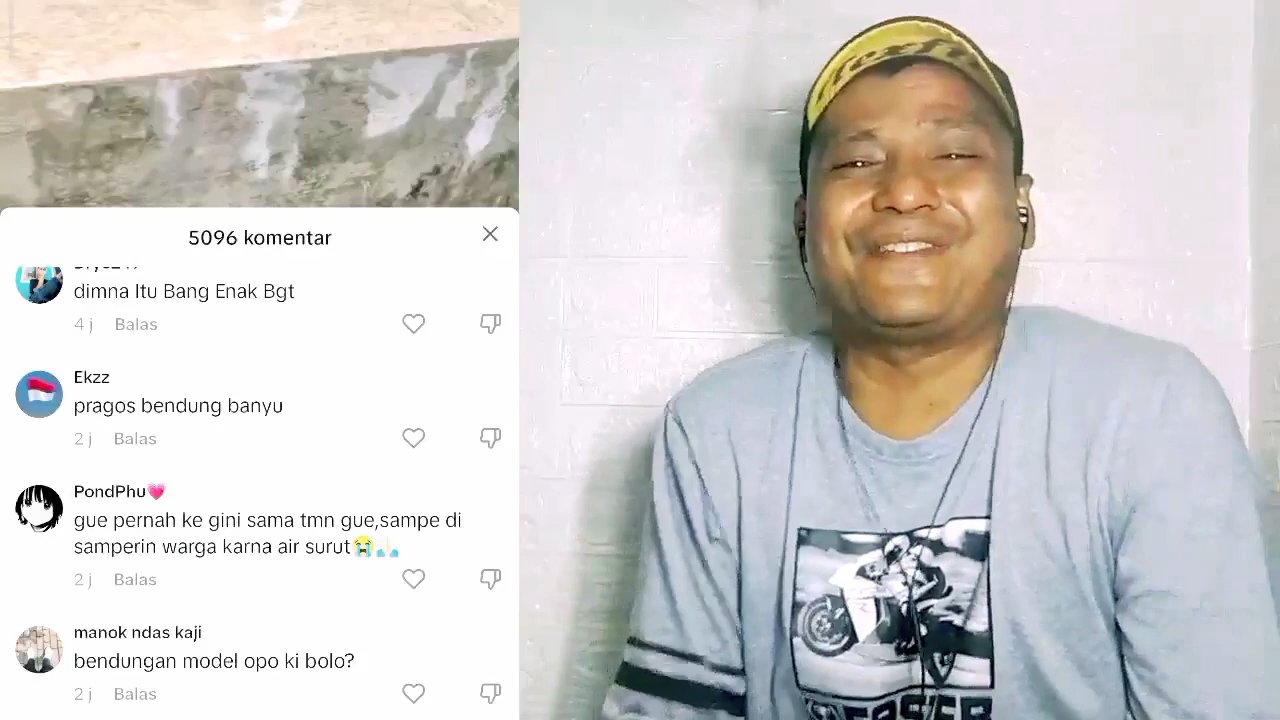 5096 komentar
dimna Itu Bang Enak Bgt
4 j Balas
Ekzz
pragos bendung banyu
2 j Balas
PondPhu💗
gue pernah ke gini sama tmn gue,sampe di
samperin warga karna air surut😭🙏🏻
2 j Balas
manok ndas kaji
bendungan model opo ki bolo?
2 j Balas